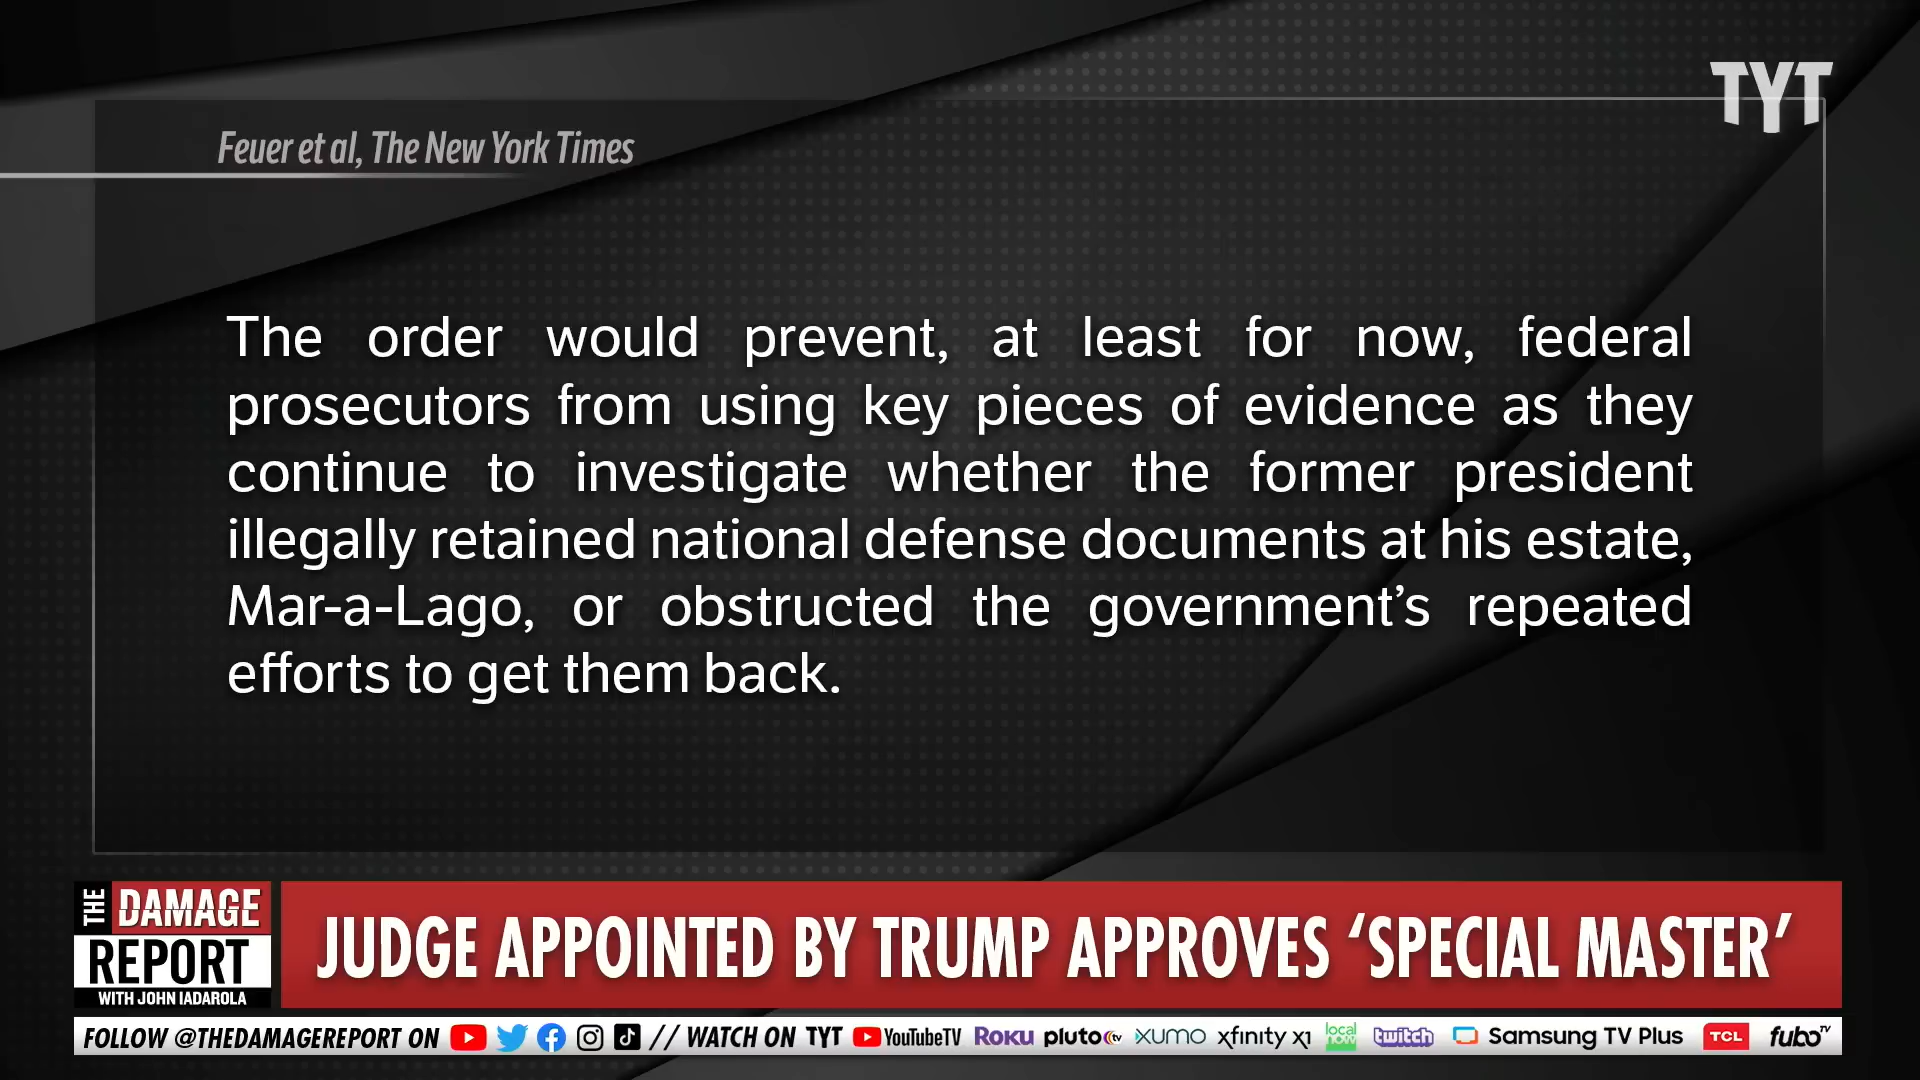 TYT
Feuer et al, The New York Times
The order would prevent, at least for now, federal
prosecutors from using key pieces of evidence as they
continue to investigate whether the former president
illegally retained national defense documents at his estate,
Mar-a-Lago, or obstructed the government’s repeated
efforts to get them back.
THE DAMAGE
REPORT
WITH JOHN IADAROLA
JUDGE APPOINTED BY TRUMP APPROVES ‘SPECIAL MASTER’
FOLLOW @THEDAMAGEREPORT ON // WATCH ON TYT YouTubeTV ROKU pluto tv XUMO xfinity x1 local now twitch Samsung TV Plus TCL fubo TV